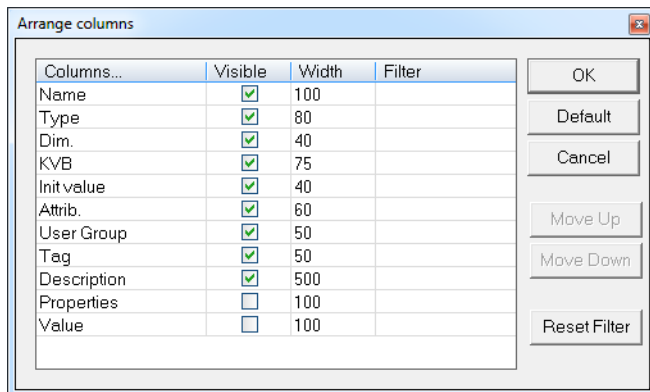 Arrange columns
Columns... Visible Width Filter
Name 100
Type 80
Dim. 40
KVB 75
Init value 40
Attrib. 60
User Group 50
Tag 50
Description 500
Properties 100
Value 100
OK
Default
Cancel
Move Up
Move Down
Reset Filter